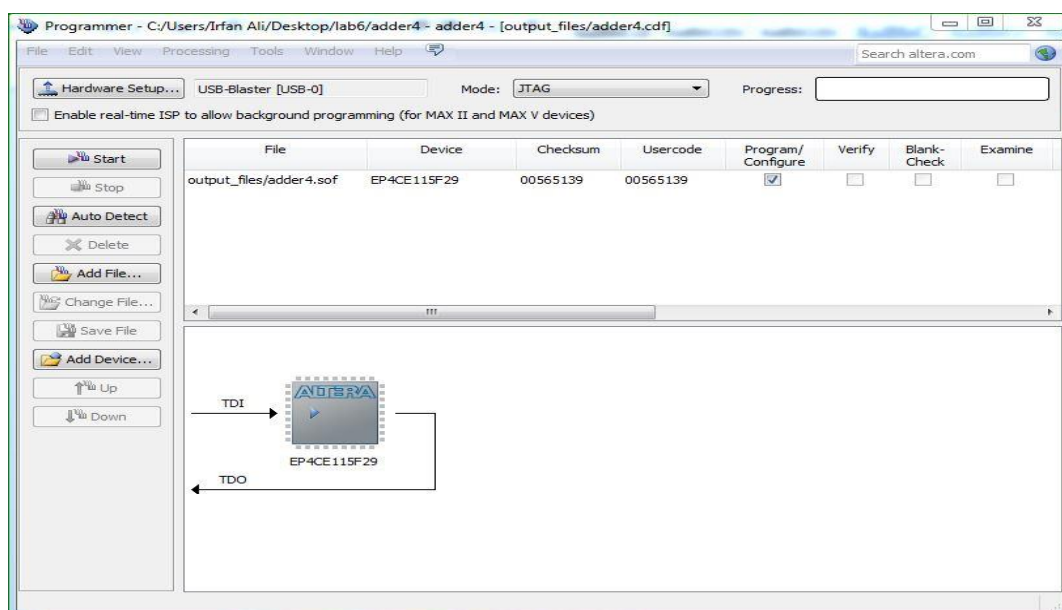 Programmer - C:/Users/Irfan Ali/Desktop/lab6/adder4 - adder4 - [output_files/adder4.cdf]
File Edit View Processing Tools Window Help
Search altera.com
Hardware Setup... USB-Blaster [USB-0] Mode: JTAG Progress:
Enable real-time ISP to allow background programming (for MAX II and MAX V devices)
Start
Stop
Auto Detect
Delete
Add File...
Change File...
Save File
Add Device...
Up
Down
File Device Checksum Usercode Program/ Configure Verify Blank- Check Examine
output_files/adder4.sof EP4CE115F29 00565139 00565139
TDI
ALTERA
EP4CE115F29
TDO